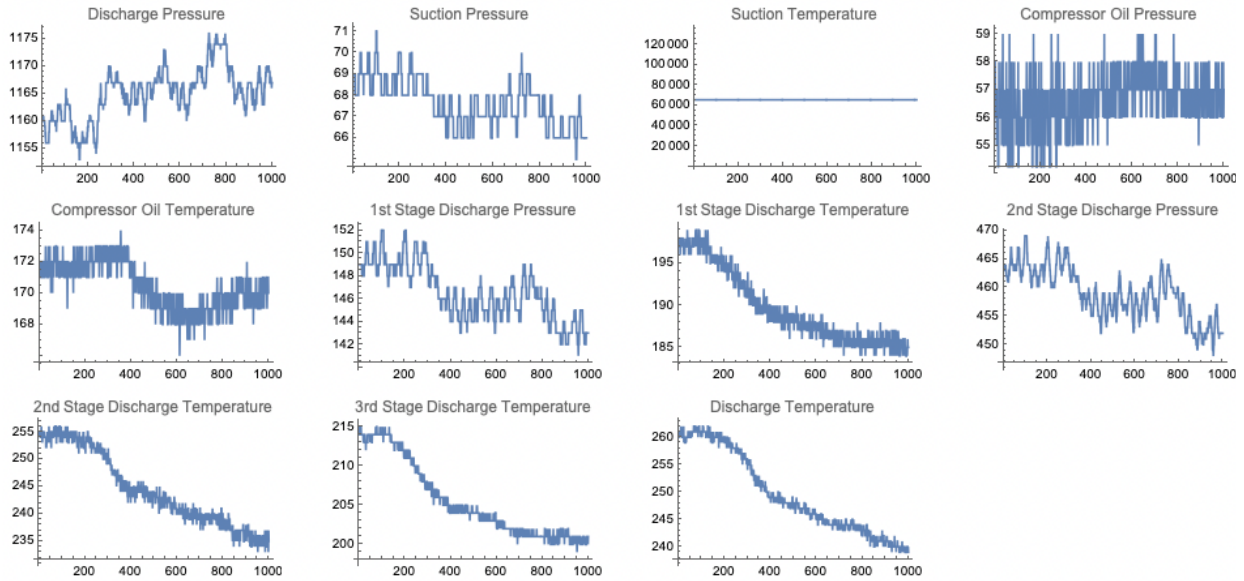 Discharge Pressure
1175
1170
1165
1160
1155
200 400 600 800 1000
Suction Pressure
71
70
69
68
67
66
200 400 600 800 1000
Suction Temperature
120 000
100 000
80 000
60 000
40 000
20 000
200 400 600 800 1000
Compressor Oil Pressure
59
58
57
56
55
200 400 600 800 1000
Compressor Oil Temperature
174
172
170
168
200 400 600 800 1000
1st Stage Discharge Pressure
152
150
148
146
144
142
140
200 400 600 800 1000
1st Stage Discharge Temperature
195
190
185
200 400 600 800 1000
2nd Stage Discharge Pressure
470
465
460
455
450
200 400 600 800 1000
2nd Stage Discharge Temperature
255
250
245
240
235
200 400 600 800 1000
3rd Stage Discharge Temperature
215
210
205
200
200 400 600 800 1000
Discharge Temperature
260
255
250
245
240
200 400 600 800 1000